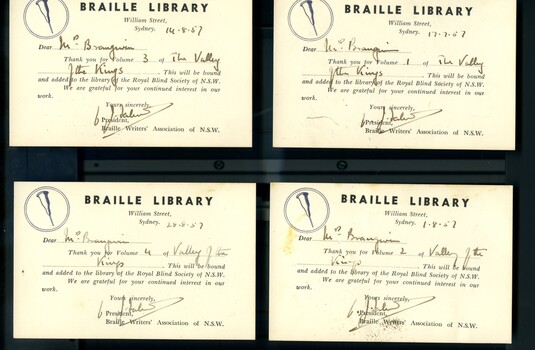 BRAILLE LIBRARY
William Street,
Sydney. 14-8-57
Dear Mrs Brangwin
Thank you for Volume 3 of The Valley
of the Kings. This will be bound
and added to the library of the Royal Blind Society of N.S.W.
We are grateful for your continued interest in our
work.
Yours sincerely,
President,
Braille Writers' Association of N.S.W.
BRAILLE LIBRARY
William Street,
Sydney. 17-7-57
Dear Mrs Brangwin
Thank you for Volume 1 of The Valley
of the Kings. This will be bound
and added to the library of the Royal Blind Society of N.S.W.
We are grateful for your continued interest in our
work.
Yours sincerely,
President,
Braille Writers' Association of N.S.W.
BRAILLE LIBRARY
William Street,
Sydney. 28-8-57
Dear Mrs Brangwin
Thank you for Volume 4 of Valley of the
Kings. This will be bound
and added to the library of the Royal Blind Society of N.S.W.
We are grateful for your continued interest in our
work.
Yours sincerely,
President,
Braille Writers' Association of N.S.W.
BRAILLE LIBRARY
William Street,
Sydney. 1-8-57
Dear Mrs Brangwin
Thank you for Volume 2 of Valley of the
Kings. This will be bound
and added to the library of the Royal Blind Society of N.S.W.
We are grateful for your continued interest in our
work.
Yours sincerely,
President,
Braille Writers' Association of N.S.W.